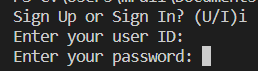 Sign Up or Sign In? (U/I)i
Enter your user ID:
Enter your password: